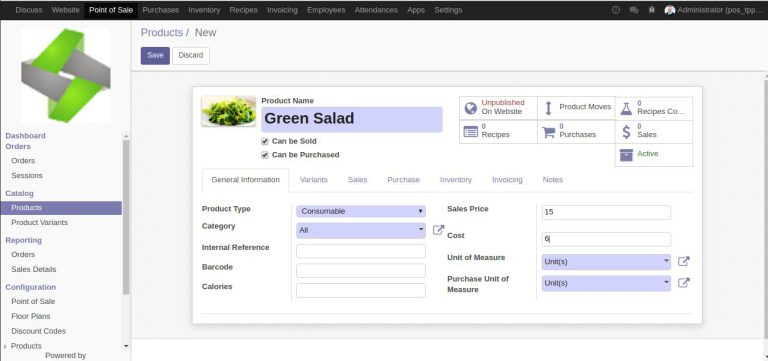 Discuss Website Point of Sale Purchases Inventory Recipes Invoicing Employees Attendances Apps Settings Administrator (pos_tpp...
Products / New
Save Discard
Dashboard
Orders
Orders
Sessions
Catalog
Products
Product Variants
Reporting
Orders
Sales Details
Configuration
Point of Sale
Floor Plans
Discount Codes
Products
Powered by
Product Name
Green Salad
Can be Sold
Can be Purchased
Unpublished
On Website
Product Moves
0
Recipes Co...
0
Recipes
0
Purchases
0
Sales
Active
General Information Variants Sales Purchase Inventory Invoicing Notes
Product Type Consumable
Category All
Internal Reference
Barcode
Calories
Sales Price 15
Cost 6
Unit of Measure Unit(s)
Purchase Unit of
Measure Unit(s)